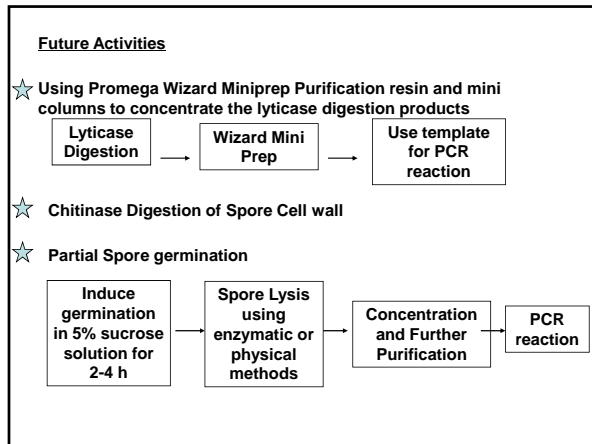 Future Activities
Using Promega Wizard Miniprep Purification resin and mini
columns to concentrate the lyticase digestion products
Lyticase
Digestion
Wizard Mini
Prep
Use template
for PCR
reaction
Chitinase Digestion of Spore Cell wall
Partial Spore germination
Induce
germination
in 5% sucrose
solution for
2-4 h
Spore Lysis
using
enzymatic or
physical
methods
Concentration
and Further
Purification
PCR
reaction